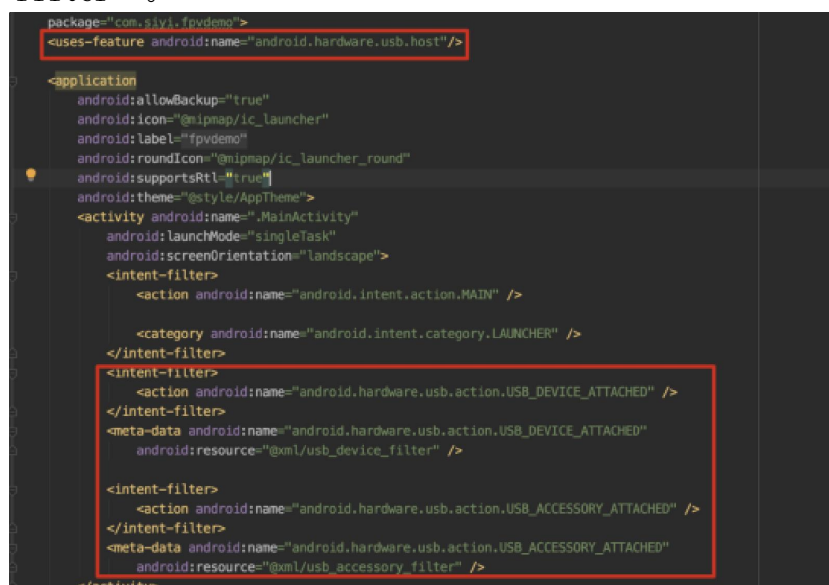 package="com.siyi.fpvdemo">
<uses-feature android:name="android.hardware.usb.host"/>
<application
android:allowBackup="true"
android:icon="@mipmap/ic_launcher"
android:label="fpvdemo"
android:roundIcon="@mipmap/ic_launcher_round"
android:supportsRtl="true"
android:theme="@style/AppTheme">
<activity android:name=".MainActivity"
android:launchMode="singleTask"
android:screenOrientation="landscape">
<intent-filter>
<action android:name="android.intent.action.MAIN" />
<category android:name="android.intent.category.LAUNCHER" />
</intent-filter>
<intent-filter>
<action android:name="android.hardware.usb.action.USB_DEVICE_ATTACHED" />
</intent-filter>
<meta-data android:name="android.hardware.usb.action.USB_DEVICE_ATTACHED"
android:resource="@xml/usb_device_filter" />
<intent-filter>
<action android:name="android.hardware.usb.action.USB_ACCESSORY_ATTACHED" />
</intent-filter>
<meta-data android:name="android.hardware.usb.action.USB_ACCESSORY_ATTACHED"
android:resource="@xml/usb_accessory_filter" />